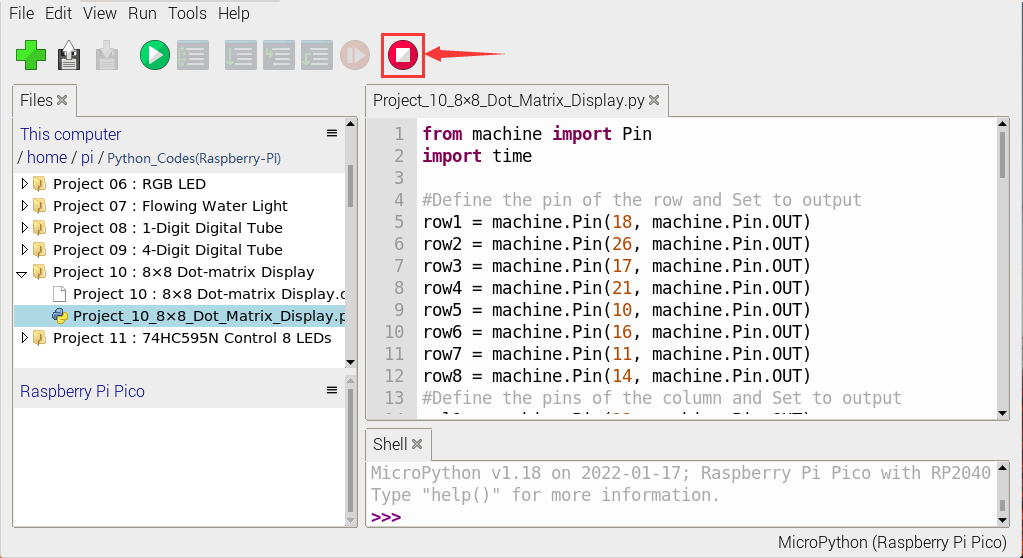 File Edit View Run Tools Help
Files
This computer
/ home / pi / Python_Codes(Raspberry-Pi)
Project 06 : RGB LED
Project 07 : Flowing Water Light
Project 08 : 1-Digit Digital Tube
Project 09 : 4-Digit Digital Tube
Project 10 : 8×8 Dot-matrix Display
Project 10 : 8×8 Dot-matrix Display.
Project_10_8×8_Dot_Matrix_Display.p
Project 11 : 74HC595N Control 8 LEDs
Raspberry Pi Pico
Project_10_8×8_Dot_Matrix_Display.py
1 from machine import Pin
2 import time
3
4 #Define the pin of the row and Set to output
5 row1 = machine.Pin(18, machine.Pin.OUT)
6 row2 = machine.Pin(26, machine.Pin.OUT)
7 row3 = machine.Pin(17, machine.Pin.OUT)
8 row4 = machine.Pin(21, machine.Pin.OUT)
9 row5 = machine.Pin(10, machine.Pin.OUT)
10 row6 = machine.Pin(16, machine.Pin.OUT)
11 row7 = machine.Pin(11, machine.Pin.OUT)
12 row8 = machine.Pin(14, machine.Pin.OUT)
13 #Define the pins of the column and Set to output
Shell
MicroPython v1.18 on 2022-01-17; Raspberry Pi Pico with RP2040
Type "help()" for more information.
>>>
MicroPython (Raspberry Pi Pico)